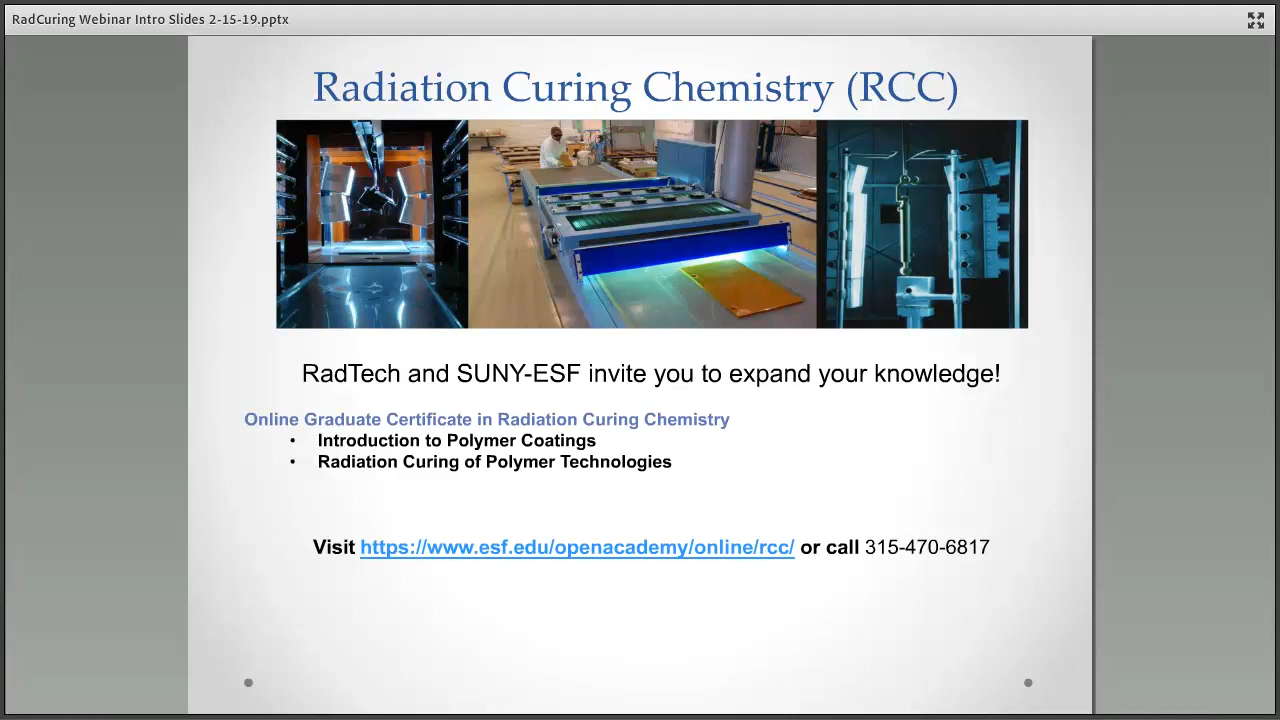 RadCuring Webinar Intro Slides 2-15-19.pptx
Radiation Curing Chemistry (RCC)
RadTech and SUNY-ESF invite you to expand your knowledge!
Online Graduate Certificate in Radiation Curing Chemistry
• Introduction to Polymer Coatings
• Radiation Curing of Polymer Technologies
Visit https://www.esf.edu/openacademy/online/rcc/ or call 315-470-6817